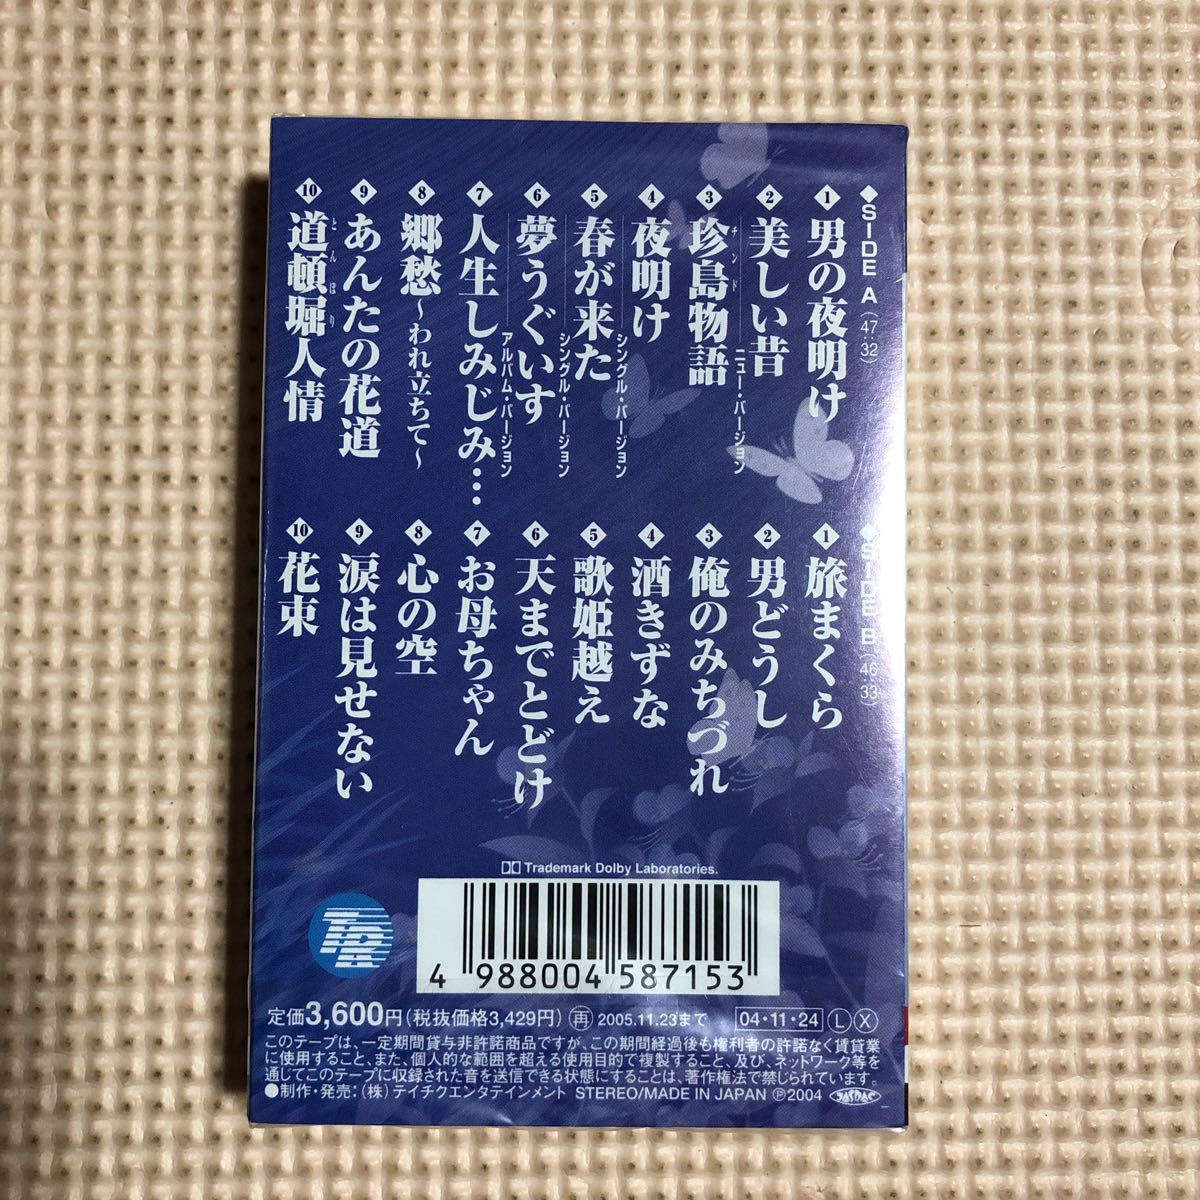 ◆SIDE A(47:32)
1 男の夜明け
2 美しい昔 ニュー・バージョン
3 珍島物語 チンド
4 夜明け シングル・バージョン
5 春が来た シングル・バージョン
6 夢うぐいす アルバム・バージョン
7 人生しみじみ…
8 郷愁～われ立ちて～
9 あんたの花道
10 道頓堀人情 とんぼり
◆SIDE B(46:33)
1 旅まくら
2 男どうし
3 俺のみちづれ
4 酒きずな
5 歌姫越え
6 天までとどけ
7 お母ちゃん
8 心の空
9 涙は見せない
10 花束
Trademark Dolby Laboratories.
TDK
4 988004 587153
定価3,600円(税抜価格3,429円) 再 2005.11.23まで 04・11・24 L X
このテープは、一定期間貸与非許諾商品ですが、この期間経過後も権利者の許諾なく賃貸業
に使用すること、また、個人的な範囲を超える使用目的で複製すること、及び、ネットワーク等を
通じてこのテープに収録された音を送信できる状態にすることは、著作権法で禁じられています。
●制作・発売:(株)テイチクエンタテインメント STEREO/MADE IN JAPAN ℗2004 JASRAC